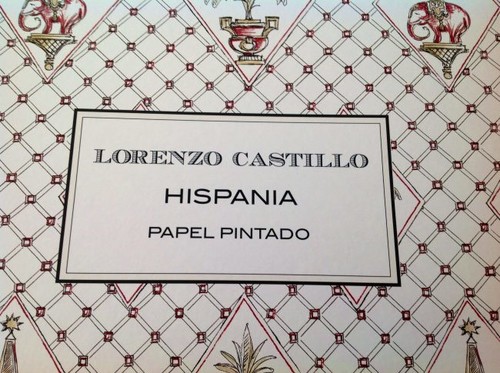 LORENZO CASTILLO
HISPANIA
PAPEL PINTADO